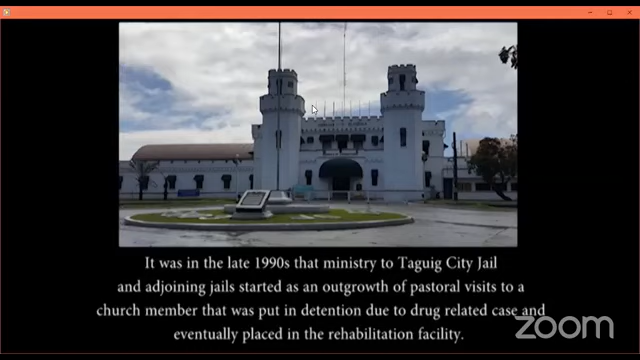 It was in the late 1990s that ministry to Taguig City Jail
and adjoining jails started as an outgrowth of pastoral visits to a
church member that was put in detention due to drug related case and
eventually placed in the rehabilitation facility.
zoom